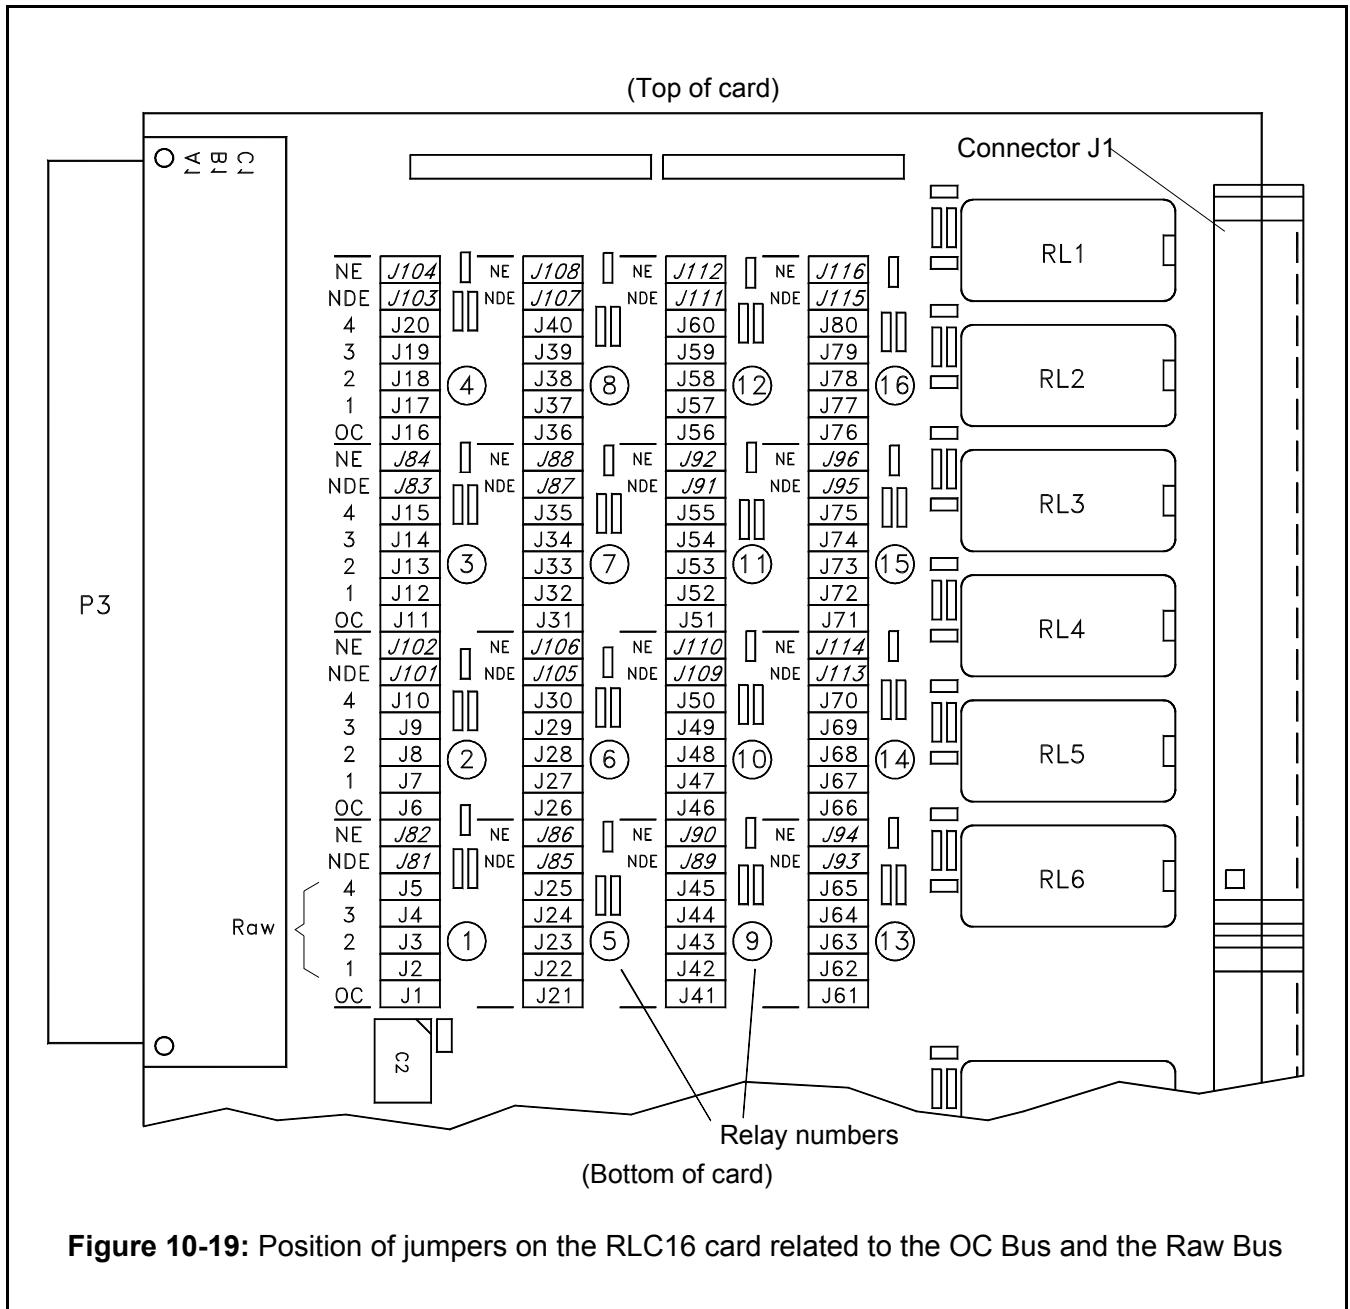 (Top of card)
Connector J1
A1 B1 C1
P3
NE J104 NE J108 NE J112 NE J116
NDE J103 NDE J107 NDE J111 NDE J115
4 J20 J40 J60 J80
3 J19 J39 J59 J79
2 J18 4 J38 8 J58 12 J78 16
1 J17 J37 J57 J77
OC J16 J36 J56 J76
NE J84 NE J88 NE J92 NE J96
NDE J83 NDE J87 NDE J91 NDE J95
4 J15 J35 J55 J75
3 J14 J34 J54 J74
2 J13 3 J33 7 J53 11 J73 15
1 J12 J32 J52 J72
OC J11 J31 J51 J71
NE J102 NE J106 NE J110 NE J114
NDE J101 NDE J105 NDE J109 NDE J113
4 J10 J30 J50 J70
3 J9 J29 J49 J69
2 J8 2 J28 6 J48 10 J68 14
1 J7 J27 J47 J67
OC J6 J26 J46 J66
NE J82 NE J86 NE J90 NE J94
NDE J81 NDE J85 NDE J89 NDE J93
4 J5 J25 J45 J65
3 J4 J24 J44 J64
Raw
2 J3 1 J23 5 J43 9 J63 13
1 J2 J22 J42 J62
OC J1 J21 J41 J61
C2
RL1
RL2
RL3
RL4
RL5
RL6
Relay numbers
(Bottom of card)
Figure 10-19: Position of jumpers on the RLC16 card related to the OC Bus and the Raw Bus